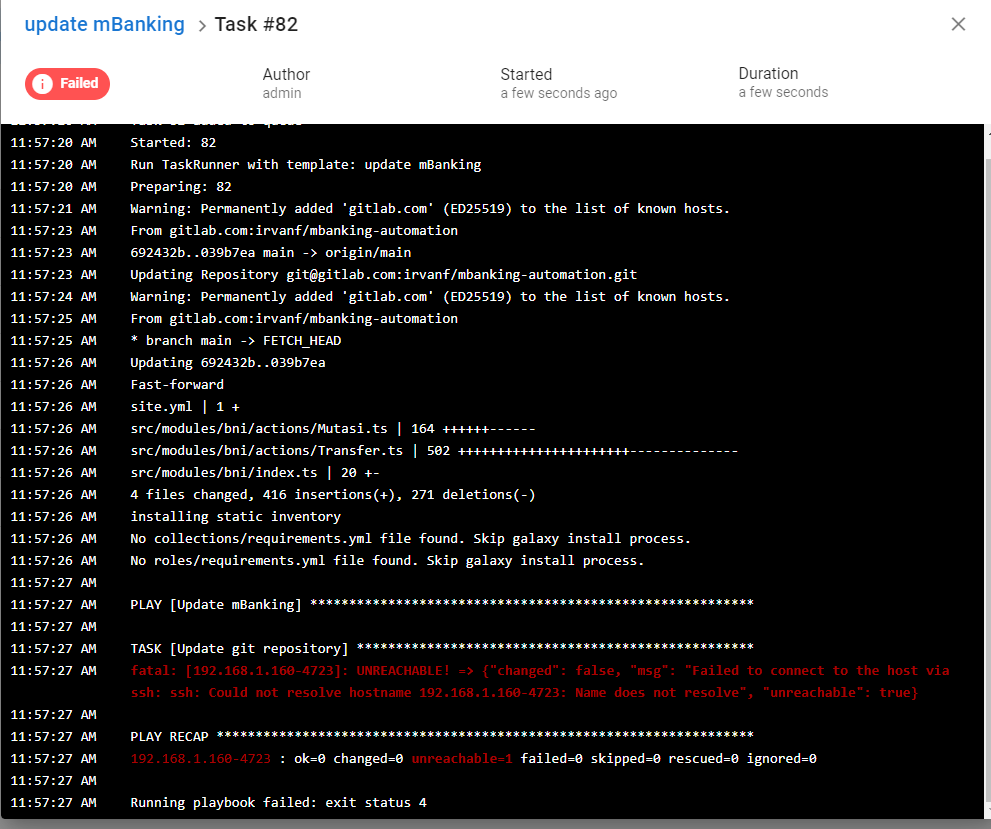 update mBanking > Task #82
Failed
Author
admin
Started
a few seconds ago
Duration
a few seconds
11:57:20 AM Started: 82
11:57:20 AM Run TaskRunner with template: update mBanking
11:57:20 AM Preparing: 82
11:57:21 AM Warning: Permanently added 'gitlab.com' (ED25519) to the list of known hosts.
11:57:23 AM From gitlab.com:irvanf/mbanking-automation
11:57:23 AM 692432b..039b7ea main -> origin/main
11:57:23 AM Updating Repository git@gitlab.com:irvanf/mbanking-automation.git
11:57:24 AM Warning: Permanently added 'gitlab.com' (ED25519) to the list of known hosts.
11:57:25 AM From gitlab.com:irvanf/mbanking-automation
11:57:25 AM * branch main -> FETCH_HEAD
11:57:26 AM Updating 692432b..039b7ea
11:57:26 AM Fast-forward
11:57:26 AM site.yml | 1 +
11:57:26 AM src/modules/bni/actions/Mutasi.ts | 164 ++++++------
11:57:26 AM src/modules/bni/actions/Transfer.ts | 502 ++++++++++++++++++++++--------------
11:57:26 AM src/modules/bni/index.ts | 20 +-
11:57:26 AM 4 files changed, 416 insertions(+), 271 deletions(-)
11:57:26 AM installing static inventory
11:57:26 AM No collections/requirements.yml file found. Skip galaxy install process.
11:57:26 AM No roles/requirements.yml file found. Skip galaxy install process.
11:57:27 AM
11:57:27 AM PLAY [Update mBanking] *********************************************************
11:57:27 AM
11:57:27 AM TASK [Update git repository] ***************************************************
11:57:27 AM fatal: [192.168.1.160-4723]: UNREACHABLE! => {"changed": false, "msg": "Failed to connect to the host via
ssh: ssh: Could not resolve hostname 192.168.1.160-4723: Name does not resolve", "unreachable": true}
11:57:27 AM
11:57:27 AM PLAY RECAP *********************************************************************
11:57:27 AM 192.168.1.160-4723 : ok=0 changed=0 unreachable=1 failed=0 skipped=0 rescued=0 ignored=0
11:57:27 AM
11:57:27 AM Running playbook failed: exit status 4